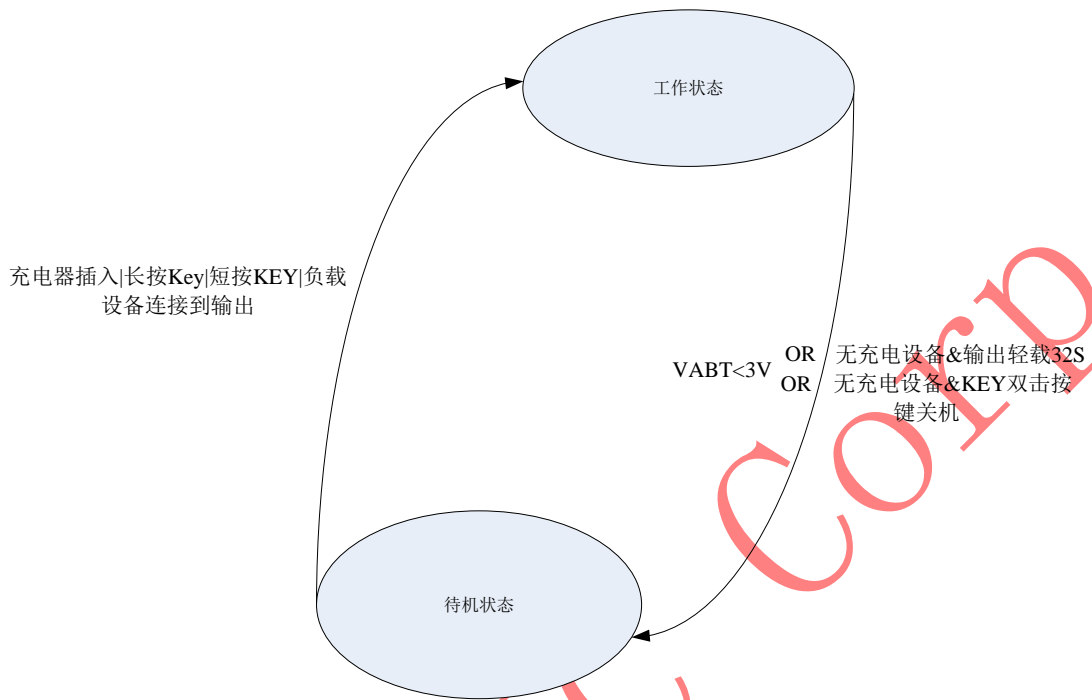 工作状态
充电器插入|长按Key|短按KEY|负载
设备连接到输出
VABT<3V OR 无充电设备&输出轻载32S
OR 无充电设备&KEY双击按
键关机
待机状态
C Corp